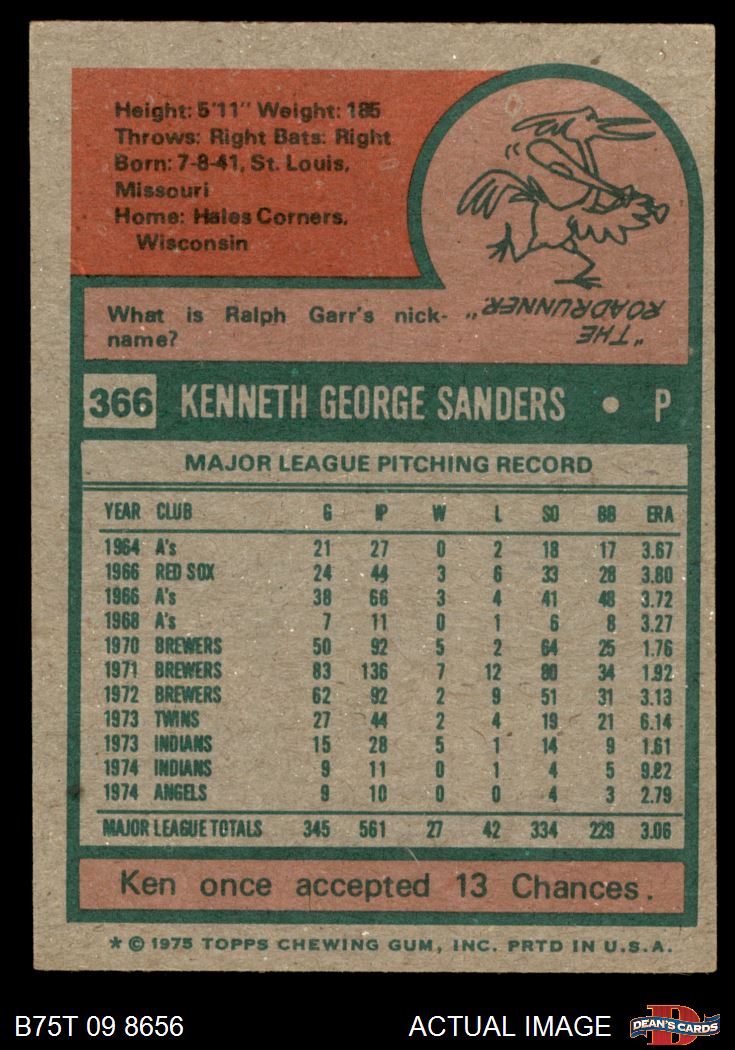 Height: 5'11" Weight: 185
Throws: Right Bats: Right
Born: 7-8-41, St. Louis,
Missouri
Home: Hales Corners,
Wisconsin
What is Ralph Garr's nick-
name?
"THE
ROADRUNNER."
366 KENNETH GEORGE SANDERS • P
MAJOR LEAGUE PITCHING RECORD
YEAR CLUB G IP W L SO BB ERA
1964 A's 21 27 0 2 18 17 3.67
1966 RED SOX 24 44 3 6 33 28 3.80
1966 A's 38 66 3 4 41 48 3.72
1968 A's 7 11 0 1 6 8 3.27
1970 BREWERS 50 92 5 2 64 25 1.76
1971 BREWERS 83 136 7 12 80 34 1.92
1972 BREWERS 62 92 2 9 51 31 3.13
1973 TWINS 27 44 2 4 19 21 6.14
1973 INDIANS 15 28 5 1 14 9 1.61
1974 INDIANS 9 11 0 1 4 5 9.82
1974 ANGELS 9 10 0 0 4 3 2.79
MAJOR LEAGUE TOTALS 345 561 27 42 334 229 3.06
Ken once accepted 13 Chances.
* © 1975 TOPPS CHEWING GUM, INC. PRTD IN U.S.A.
B75T 09 8656 ACTUAL IMAGE
D
DEAN'S CARDS